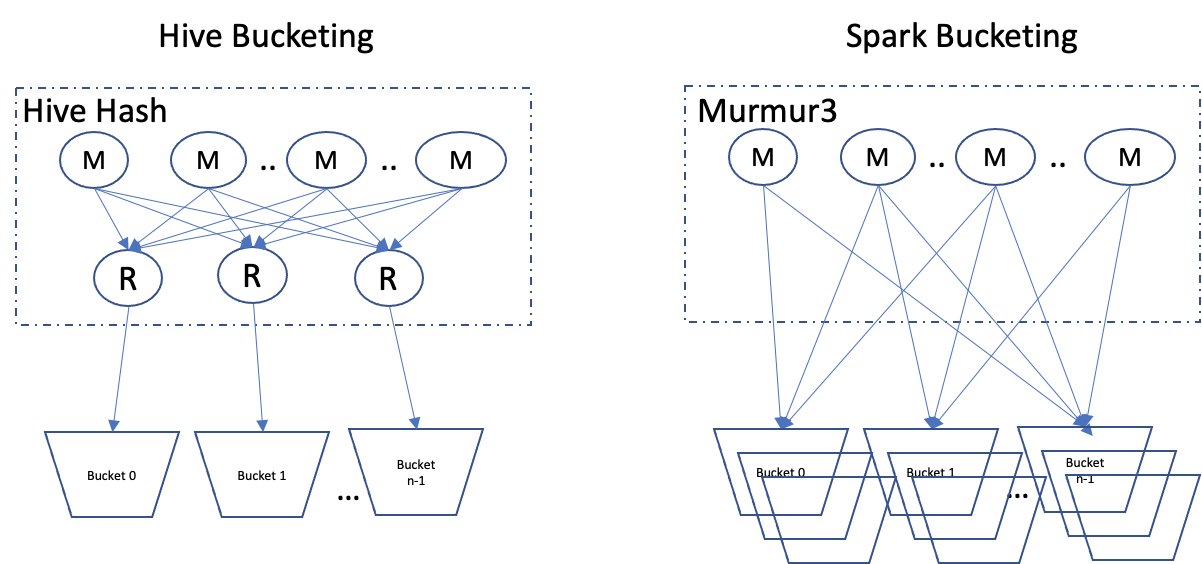 Hive Bucketing
Hive Hash
M M .. M .. M
R R R
Bucket 0
Bucket 1
...
Bucket
n-1
Spark Bucketing
Murmur3
M M .. M .. M
Bucket 0
Bucket 1
...
Bucket
n-1